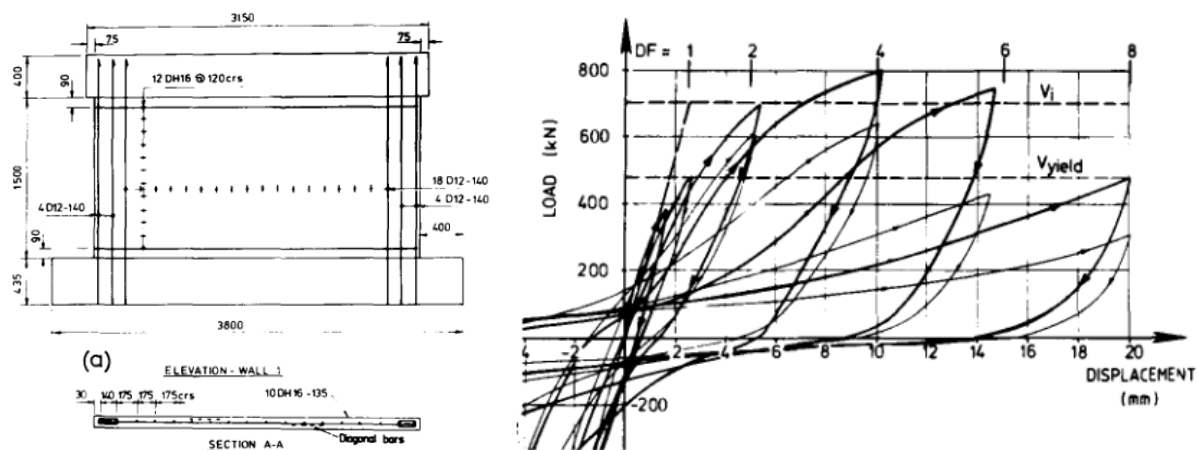 3150
75
75
400
90
12 DH16 @ 120crs
1500
18 D12-140
4 D12-140
4 D12-140
400
90
435
3800
(a)
ELEVATION - WALL 1
30 140 175 175 175crs
10 DH 16 -135
Diagonal bars
SECTION A-A
DF = 1 2 4 6 8
800
Vi
600
Vyield
400
200
LOAD (kN)
-2 2 4 6 8 10 12 14 16 18 20
DISPLACEMENT
(mm)
-200